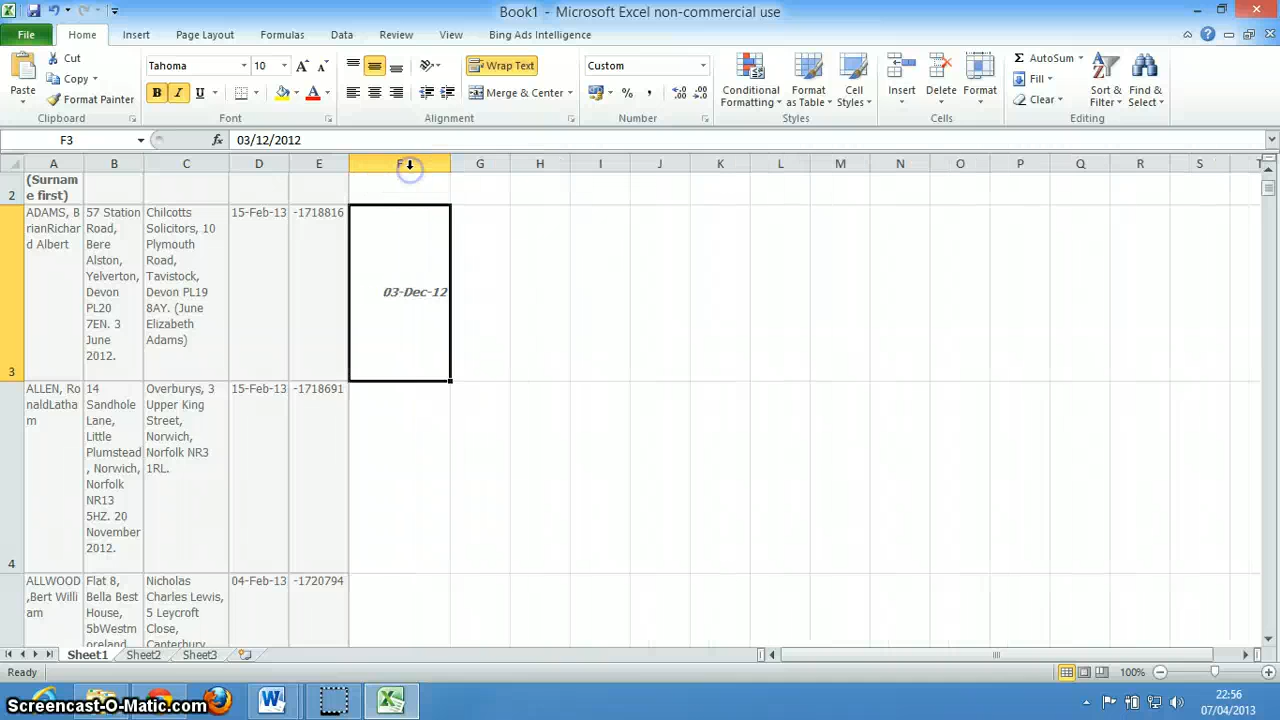 Book1 - Microsoft Excel non-commercial use
File Home Insert Page Layout Formulas Data Review View Bing Ads Intelligence
Paste
Cut
Copy
Format Painter
Clipboard
Tahoma 10
B I U
Font
Wrap Text
Merge & Center
Alignment
Custom
% , .00
Number
Conditional Formatting
Format as Table
Cell Styles
Styles
Insert Delete Format
Cells
Σ AutoSum
Fill
Clear
Sort & Filter
Find & Select
Editing
F3 fx 03/12/2012
A B C D E F G H I J K L M N O P Q R S T
2
(Surnam
e first)
3
ADAMS, B
rianRichar
d Albert
57 Station
Road,
Bere
Alston,
Yelverton,
Devon
PL20
7EN. 3
June
2012.
Chilcotts
Solicitors, 10
Plymouth
Road,
Tavistock,
Devon PL19
8AY. (June
Elizabeth
Adams)
15-Feb-13
-1718816
03-Dec-12
4
ALLEN, Ro
naldLatha
m
14
Sandhole
Lane,
Little
Plumstead
, Norwich,
Norfolk
NR13
5HZ. 20
November
2012.
Overburys, 3
Upper King
Street,
Norwich,
Norfolk NR3
1RL.
15-Feb-13
-1718691
ALLWOOD
,Bert Willi
am
Flat 8,
Bella Best
House,
5bWestm
oreland
Nicholas
Charles Lewis,
5 Leycroft
Close,
Canterbury,
04-Feb-13
-1720794
Sheet1 Sheet2 Sheet3
Ready 100%
Screencast-O-Matic.com
22:56
07/04/2013